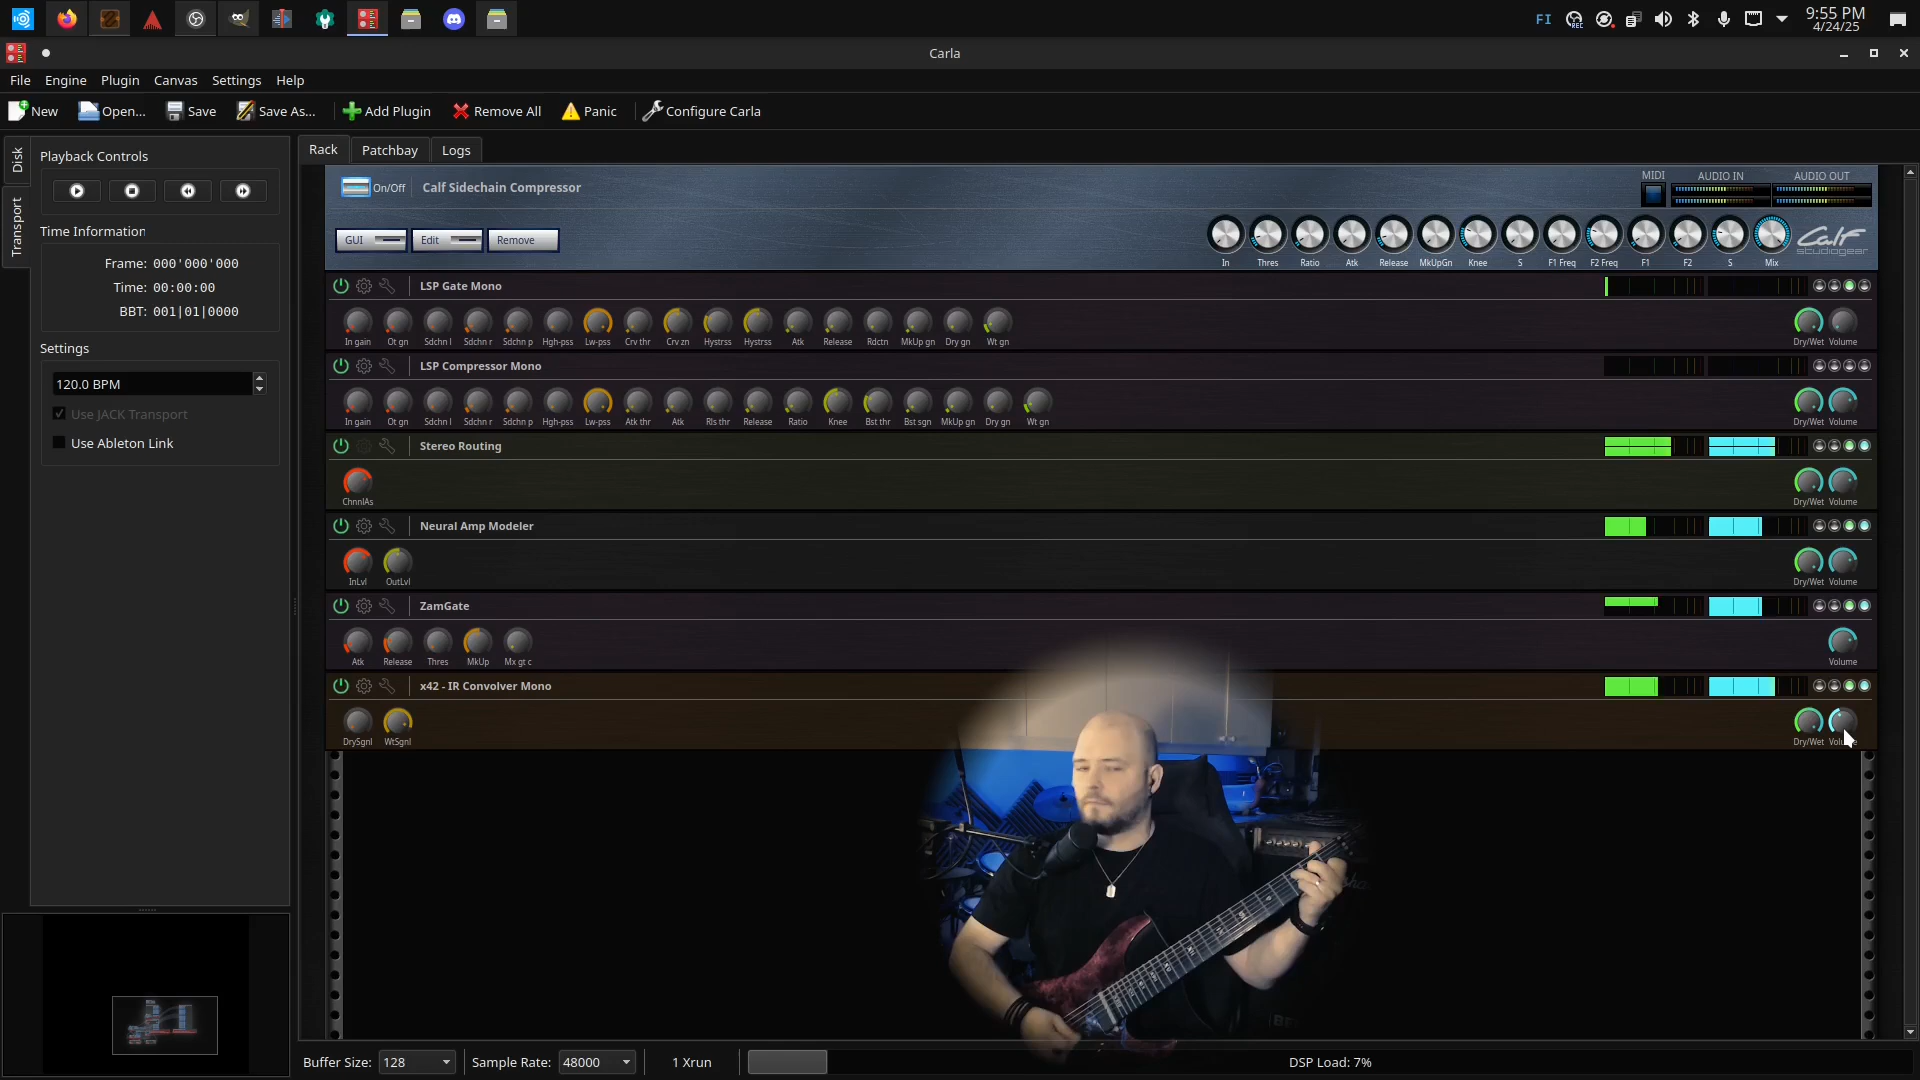 FI
REC
9:55 PM
4/24/25
Carla
File Engine Plugin Canvas Settings Help
New Open... Save Save As... Add Plugin Remove All Panic Configure Carla
Disk
Transport
Playback Controls
Time Information
Frame: 000'000'000
Time: 00:00:00
BBT: 001|01|0000
Settings
120.0 BPM
Use JACK Transport
Use Ableton Link
Rack Patchbay Logs
On/Off Calf Sidechain Compressor
MIDI AUDIO IN AUDIO OUT
GUI Edit Remove
In Thres Ratio Atk Release MkUpGn Knee S F1 Freq F2 Freq F1 F2 S Mix
Calf
studiogear
LSP Gate Mono
In gain Ot gn Sdchn l Sdchn r Sdchn p Hgh-pss Lw-pss Crv thr Crv zn Hystrss Hystrss Atk Release Rdctn MkUp gn Dry gn Wt gn Dry/Wet Volume
LSP Compressor Mono
In gain Ot gn Sdchn l Sdchn r Sdchn p Hgh-pss Lw-pss Atk thr Atk Rls thr Release Ratio Knee Bst thr Bst sgn MkUp gn Dry gn Wt gn Dry/Wet Volume
Stereo Routing
ChnnlAs Dry/Wet Volume
Neural Amp Modeler
InLvl OutLvl Dry/Wet Volume
ZamGate
Atk Release Thres MkUp Mx gt c Volume
x42 - IR Convolver Mono
DrySgnl WtSgnl Dry/Wet Volume
Buffer Size: 128 Sample Rate: 48000 1 Xrun DSP Load: 7%